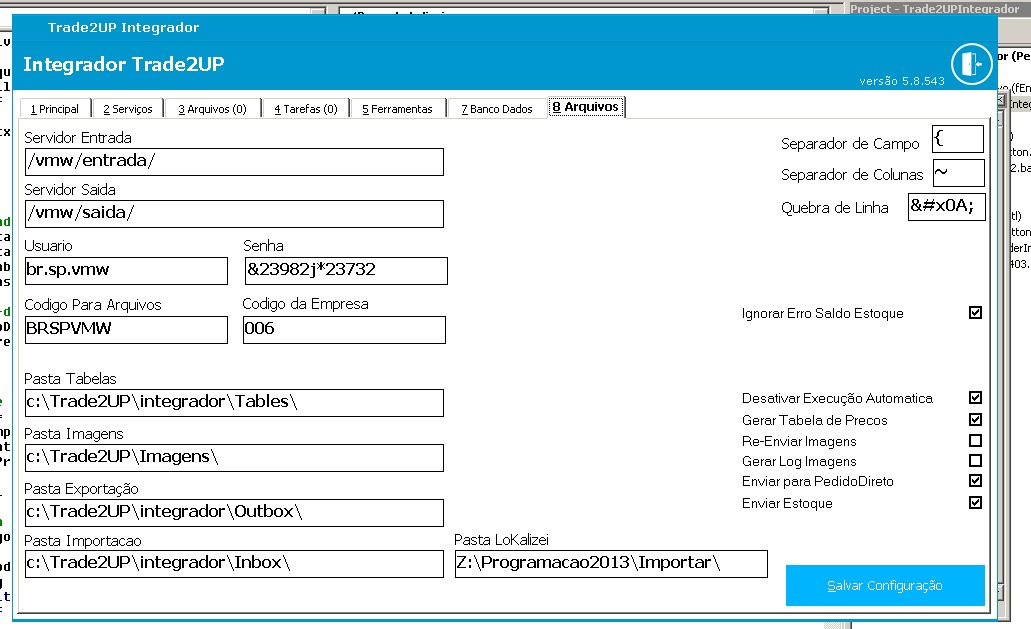 Project - Trade2UPIntegrador
Trade2UP Integrador
Integrador Trade2UP
versão 5.8.543
1 Principal
2 Serviços
3 Arquivos (0)
4 Tarefas (0)
5 Ferramentas
7 Banco Dados
8 Arquivos
Servidor Entrada
/vmw/entrada/
Separador de Campo {
Separador de Colunas ~
Servidor Saida
/vmw/saida/
Quebra de Linha &#x0A;
Usuario
br.sp.vmw
Senha
&23982j*23732
Codigo Para Arquivos
BRSPVMW
Codigo da Empresa
006
Ignorar Erro Saldo Estoque
Pasta Tabelas
c:\Trade2UP\integrador\Tables\
Desativar Execução Automatica
Gerar Tabela de Precos
Pasta Imagens
c:\Trade2UP\Imagens\
Re-Enviar Imagens
Gerar Log Imagens
Pasta Exportação
c:\Trade2UP\integrador\Outbox\
Enviar para PedidoDireto
Enviar Estoque
Pasta Importacao
c:\Trade2UP\integrador\Inbox\
Pasta LoKalizei
Z:\Programacao2013\Importar\
Salvar Configuração